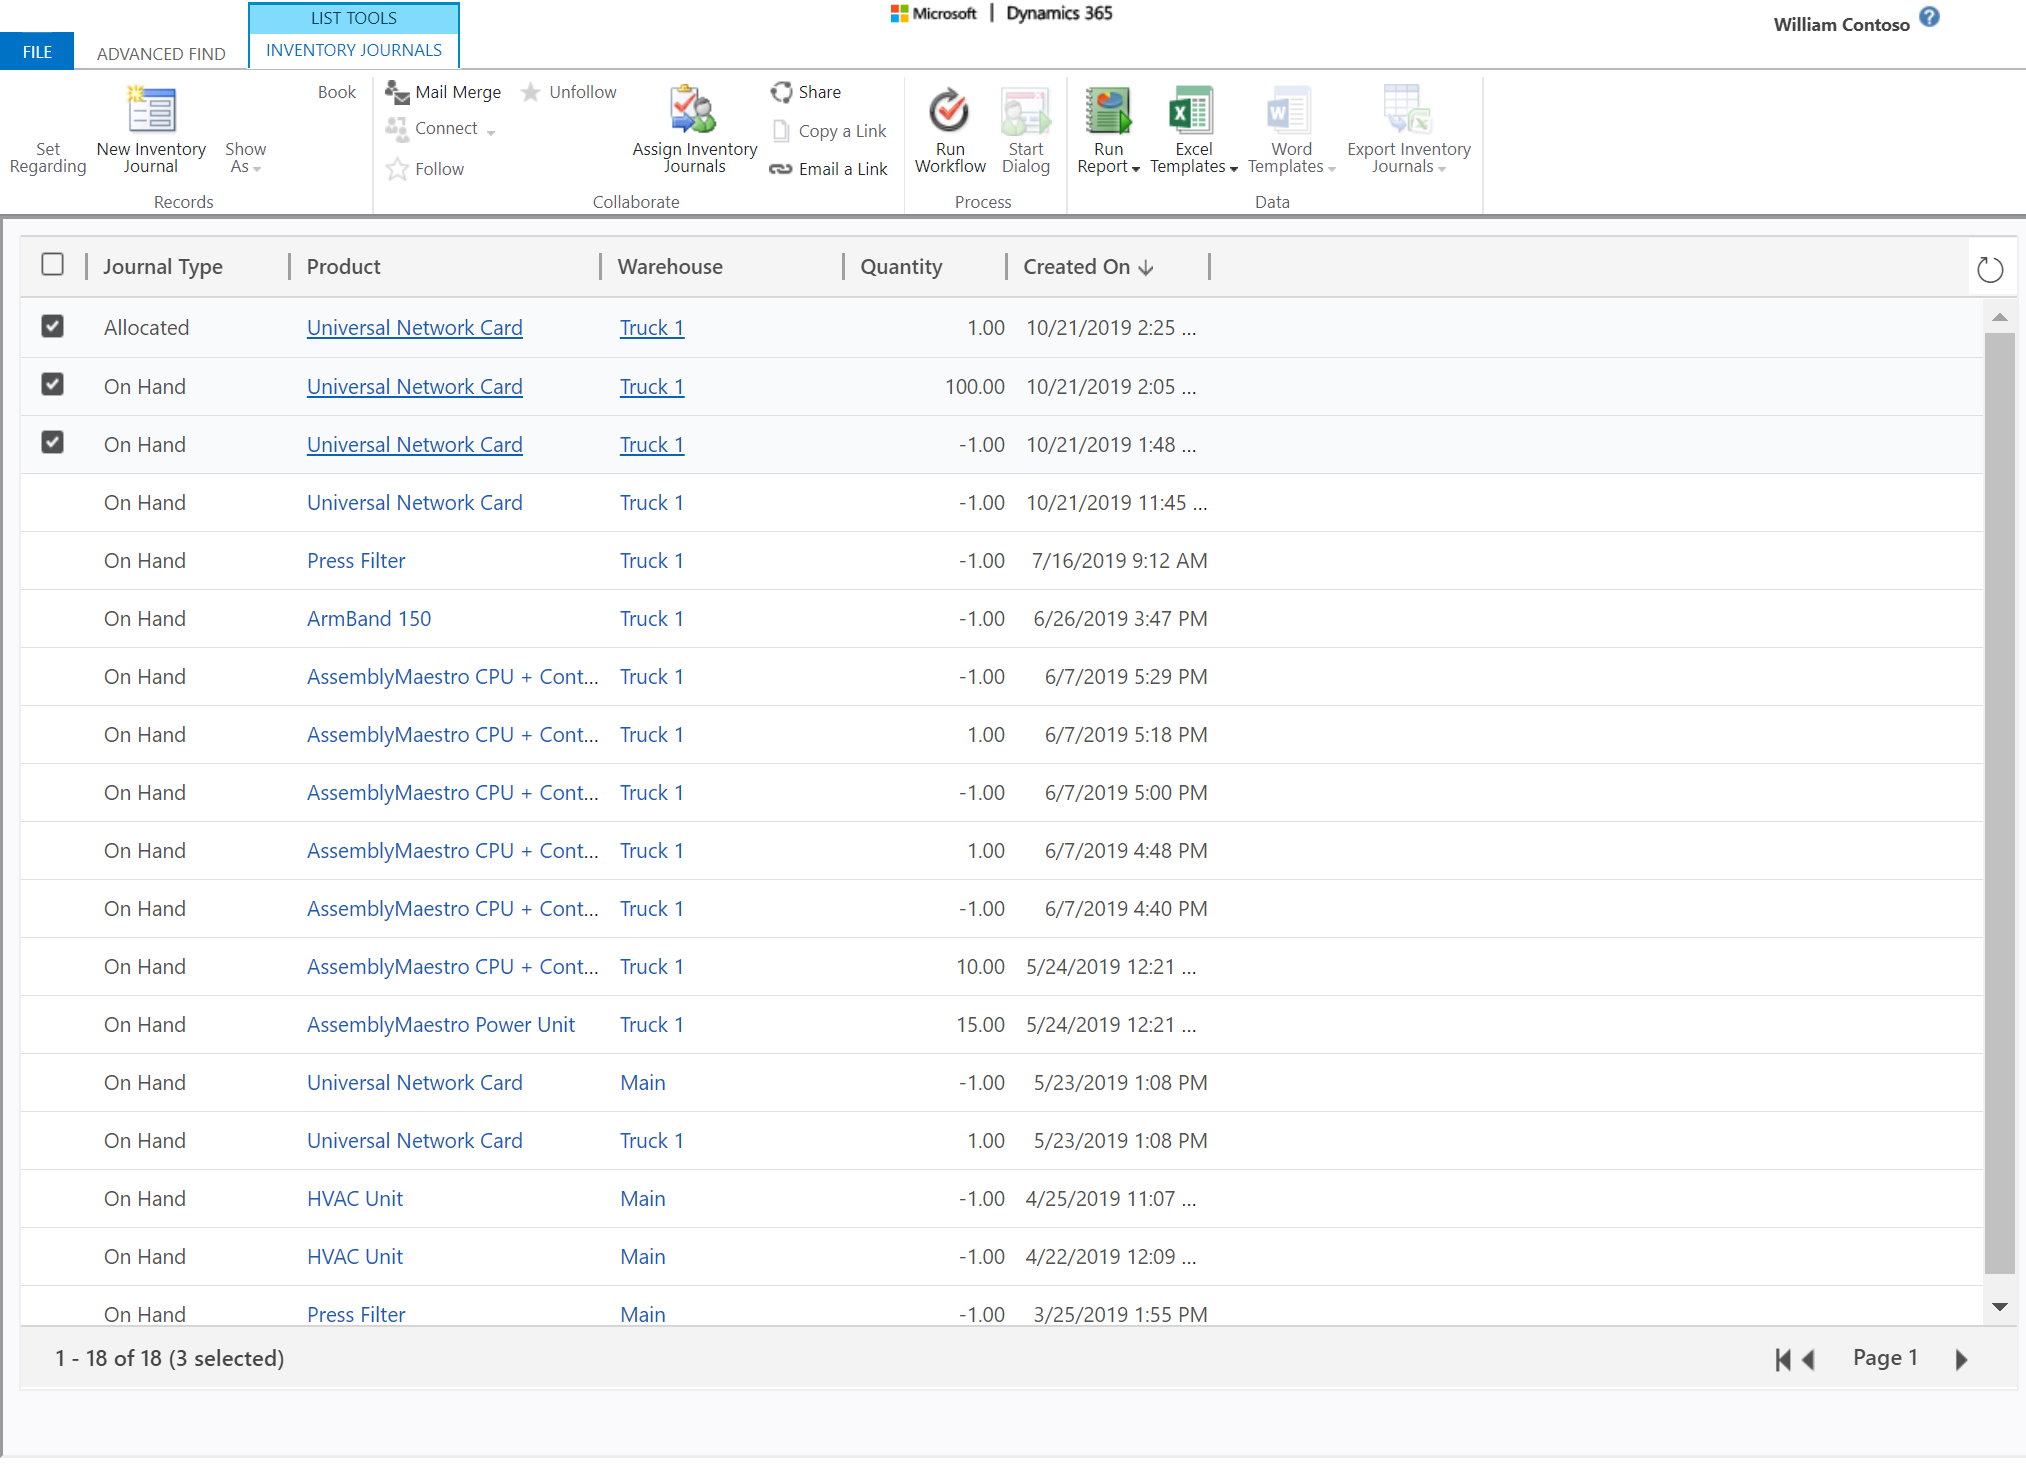 LIST TOOLS
Microsoft | Dynamics 365
William Contoso
FILE ADVANCED FIND INVENTORY JOURNALS
Set Regarding
New Inventory Journal
Show As
Book
Records
Mail Merge
Connect
Follow
Unfollow
Assign Inventory Journals
Share
Copy a Link
Email a Link
Collaborate
Run Workflow
Start Dialog
Process
Run Report
Excel Templates
Word Templates
Export Inventory Journals
Data
Journal Type Product Warehouse Quantity Created On
Allocated Universal Network Card Truck 1 1.00 10/21/2019 2:25 ...
On Hand Universal Network Card Truck 1 100.00 10/21/2019 2:05 ...
On Hand Universal Network Card Truck 1 -1.00 10/21/2019 1:48 ...
On Hand Universal Network Card Truck 1 -1.00 10/21/2019 11:45 ...
On Hand Press Filter Truck 1 -1.00 7/16/2019 9:12 AM
On Hand ArmBand 150 Truck 1 -1.00 6/26/2019 3:47 PM
On Hand AssemblyMaestro CPU + Cont... Truck 1 -1.00 6/7/2019 5:29 PM
On Hand AssemblyMaestro CPU + Cont... Truck 1 1.00 6/7/2019 5:18 PM
On Hand AssemblyMaestro CPU + Cont... Truck 1 -1.00 6/7/2019 5:00 PM
On Hand AssemblyMaestro CPU + Cont... Truck 1 1.00 6/7/2019 4:48 PM
On Hand AssemblyMaestro CPU + Cont... Truck 1 -1.00 6/7/2019 4:40 PM
On Hand AssemblyMaestro CPU + Cont... Truck 1 10.00 5/24/2019 12:21 ...
On Hand AssemblyMaestro Power Unit Truck 1 15.00 5/24/2019 12:21 ...
On Hand Universal Network Card Main -1.00 5/23/2019 1:08 PM
On Hand Universal Network Card Truck 1 1.00 5/23/2019 1:08 PM
On Hand HVAC Unit Main -1.00 4/25/2019 11:07 ...
On Hand HVAC Unit Main -1.00 4/22/2019 12:09 ...
On Hand Press Filter Main -1.00 3/25/2019 1:55 PM
1 - 18 of 18 (3 selected)
Page 1